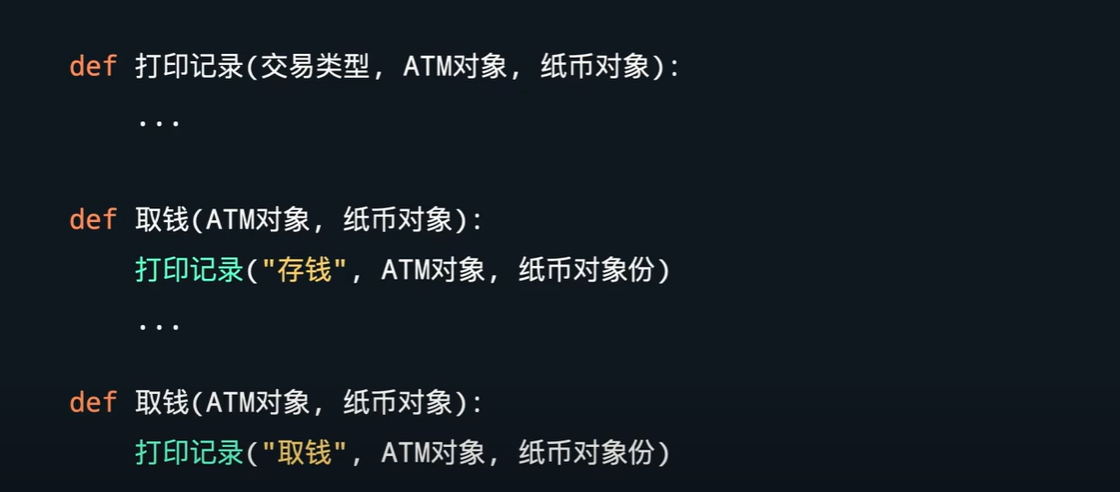 def 打印记录(交易类型, ATM对象, 纸币对象):
    ...
def 取钱(ATM对象, 纸币对象):
    打印记录("存钱", ATM对象, 纸币对象份)
    ...
def 取钱(ATM对象, 纸币对象):
    打印记录("取钱", ATM对象, 纸币对象份)